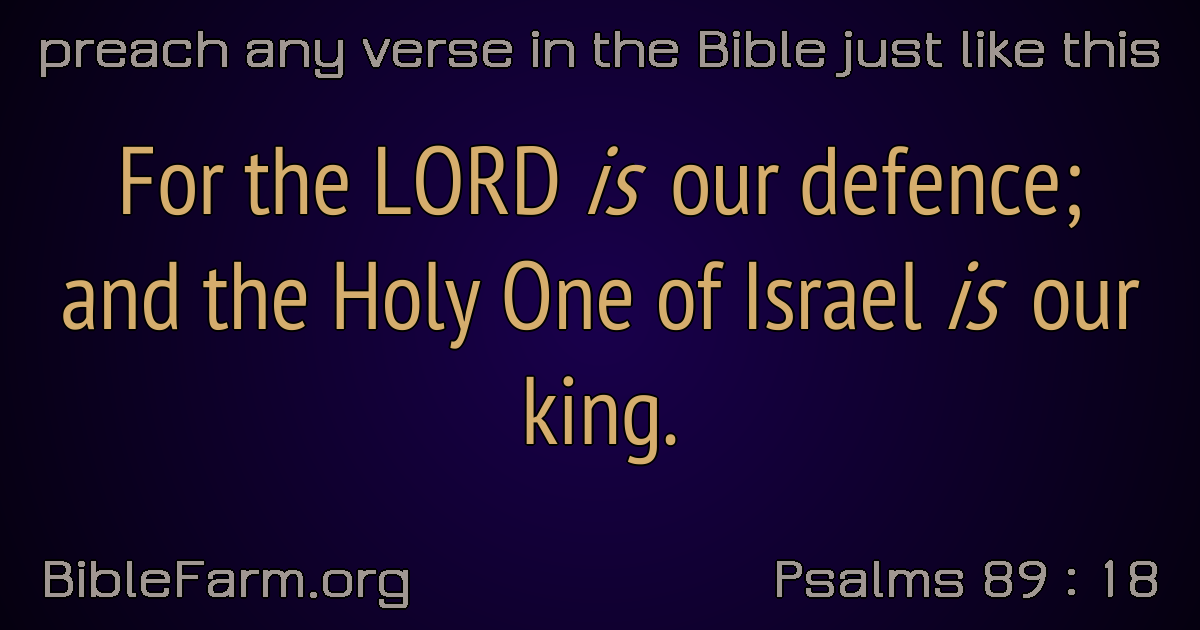 preach any verse in the Bible just like this
For the LORD is our defence;
and the Holy One of Israel is our
king.
BibleFarm.org
Psalms 89 : 18